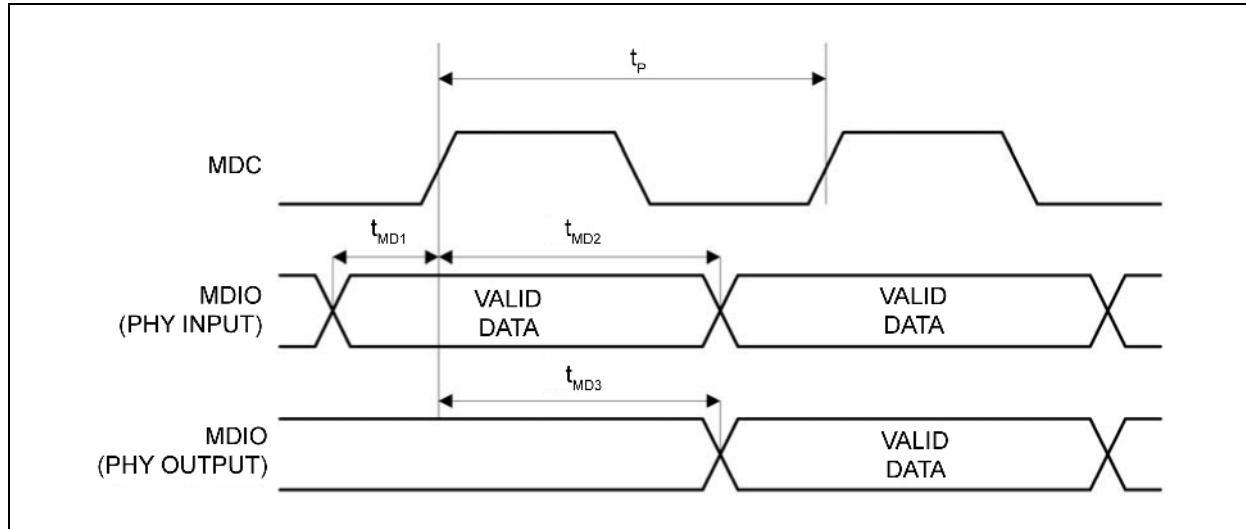 t_P
MDC
t_MD1
t_MD2
MDIO
(PHY INPUT)
VALID
DATA
VALID
DATA
t_MD3
MDIO
(PHY OUTPUT)
VALID
DATA